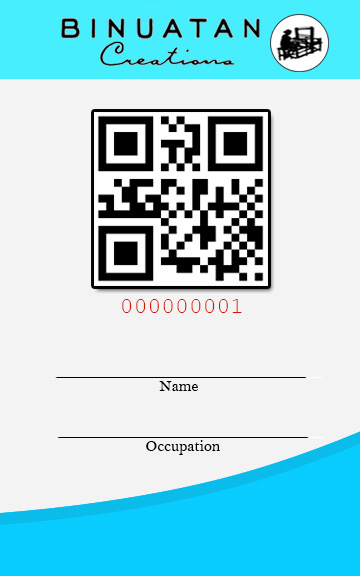 BINUATAN
Creations
000000001
Name
Occupation